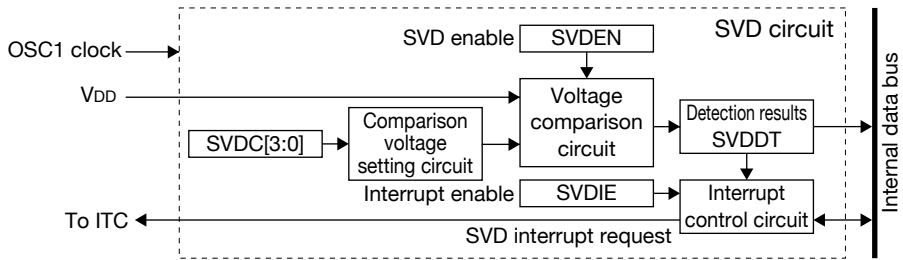 SVD circuit
SVD enable
SVDEN
OSC1 clock
VDD
Voltage
comparison
circuit
Comparison
voltage
setting circuit
SVDC[3:0]
Detection results
SVDDT
Interrupt enable
SVDIE
Interrupt
control circuit
To ITC
SVD interrupt request
Internal data bus